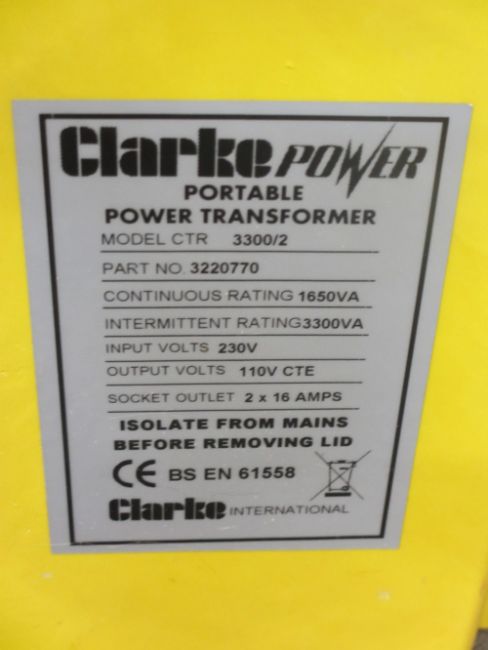 Clarke POWER
PORTABLE
POWER TRANSFORMER
MODEL CTR 3300/2
PART NO. 3220770
CONTINUOUS RATING 1650VA
INTERMITTENT RATING3300VA
INPUT VOLTS 230V
OUTPUT VOLTS 110V CTE
SOCKET OUTLET 2 x 16 AMPS
ISOLATE FROM MAINS
BEFORE REMOVING LID
CE BS EN 61558
Clarke INTERNATIONAL